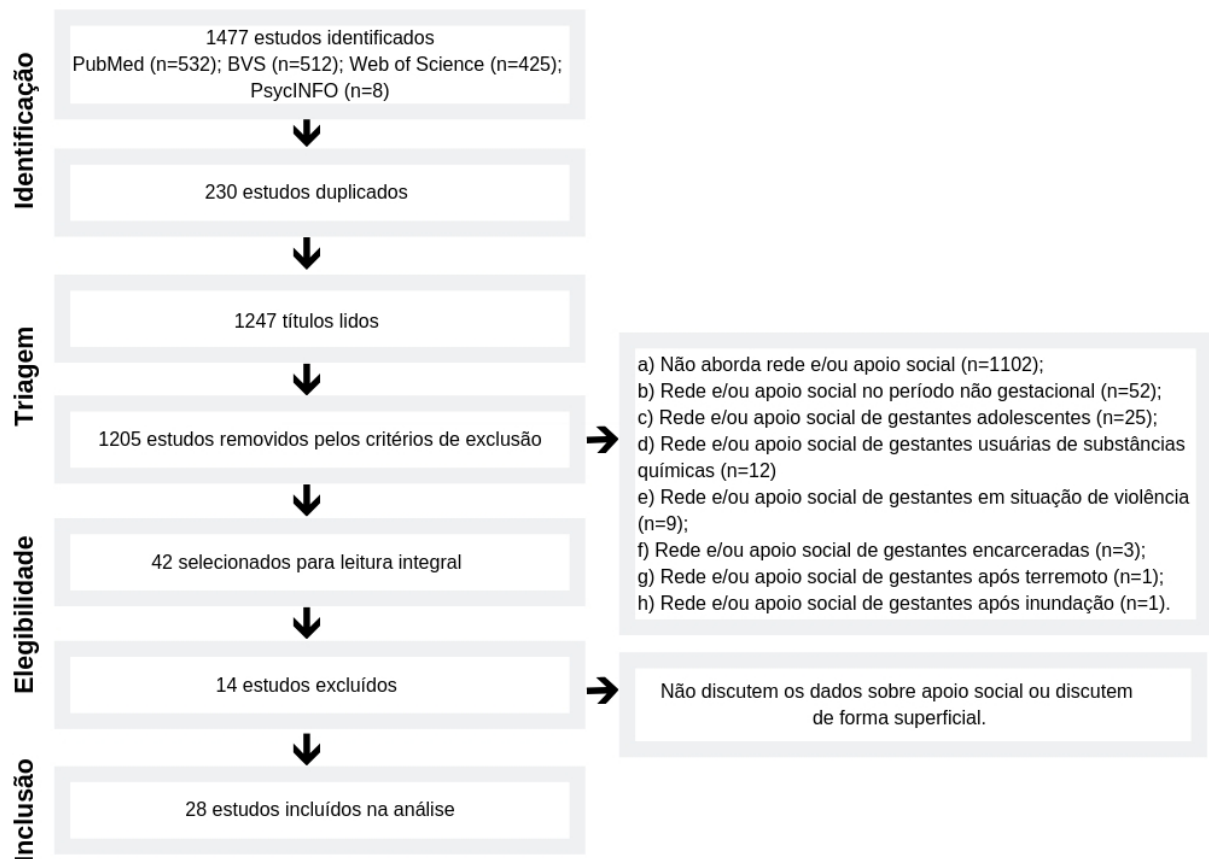 Identificação
1477 estudos identificados
PubMed (n=532); BVS (n=512); Web of Science (n=425);
PsycINFO (n=8)
230 estudos duplicados
Triagem
1247 títulos lidos
1205 estudos removidos pelos critérios de exclusão
a) Não aborda rede e/ou apoio social (n=1102);
b) Rede e/ou apoio social no período não gestacional (n=52);
c) Rede e/ou apoio social de gestantes adolescentes (n=25);
d) Rede e/ou apoio social de gestantes usuárias de substâncias
químicas (n=12)
e) Rede e/ou apoio social de gestantes em situação de violência
(n=9);
f) Rede e/ou apoio social de gestantes encarceradas (n=3);
g) Rede e/ou apoio social de gestantes após terremoto (n=1);
h) Rede e/ou apoio social de gestantes após inundação (n=1).
Elegibilidade
42 selecionados para leitura integral
14 estudos excluídos
Não discutem os dados sobre apoio social ou discutem
de forma superficial.
Inclusão
28 estudos incluídos na análise